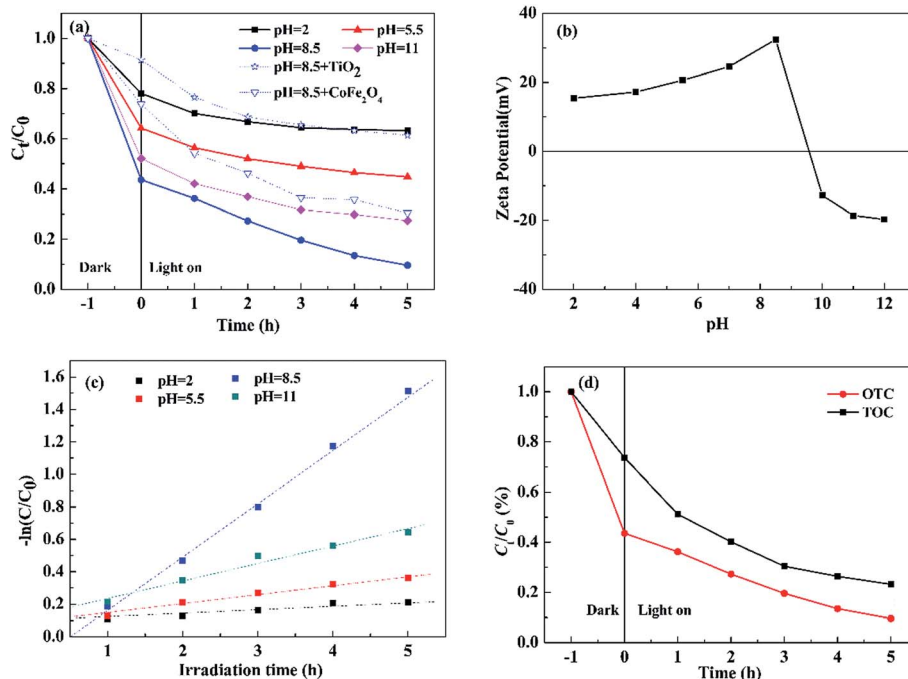 (a)
pH=2
pH=5.5
pH=8.5
pH=11
pH=8.5+TiO2
pH=8.5+CoFe2O4
Ct/C0
1.0
0.8
0.6
0.4
0.2
0.0
Dark
Light on
-1 0 1 2 3 4 5
Time (h)
(b)
Zeta Potential(mV)
40
20
0
-20
-40
2 4 6 8 10 12
pH
(c)
pH=2
pH=8.5
pH=5.5
pH=11
-ln(C/C0)
1.6
1.4
1.2
1.0
0.8
0.6
0.4
0.2
0.0
1 2 3 4 5
Irradiation time (h)
(d)
OTC
TOC
Ct/C0 (%)
1.0
0.8
0.6
0.4
0.2
0.0
Dark
Light on
-1 0 1 2 3 4 5
Time (h)